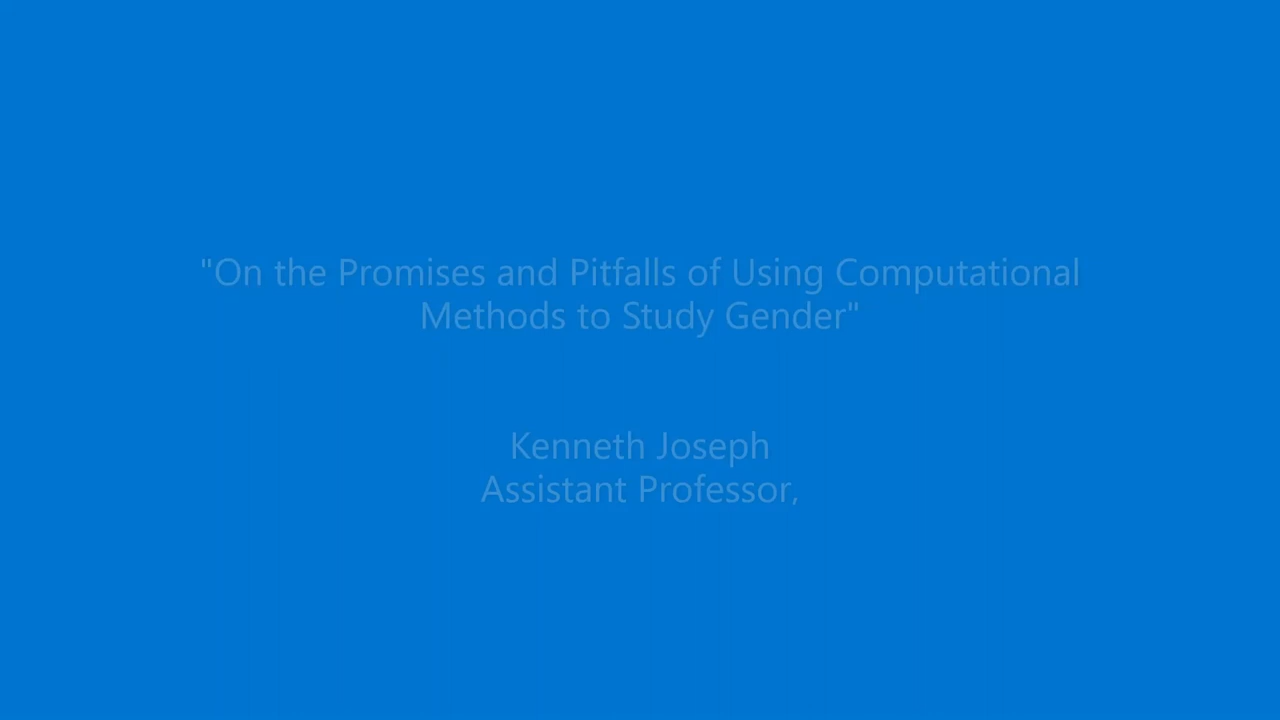 "On the Promises and Pitfalls of Using Computational
Methods to Study Gender"
Kenneth Joseph
Assistant Professor,